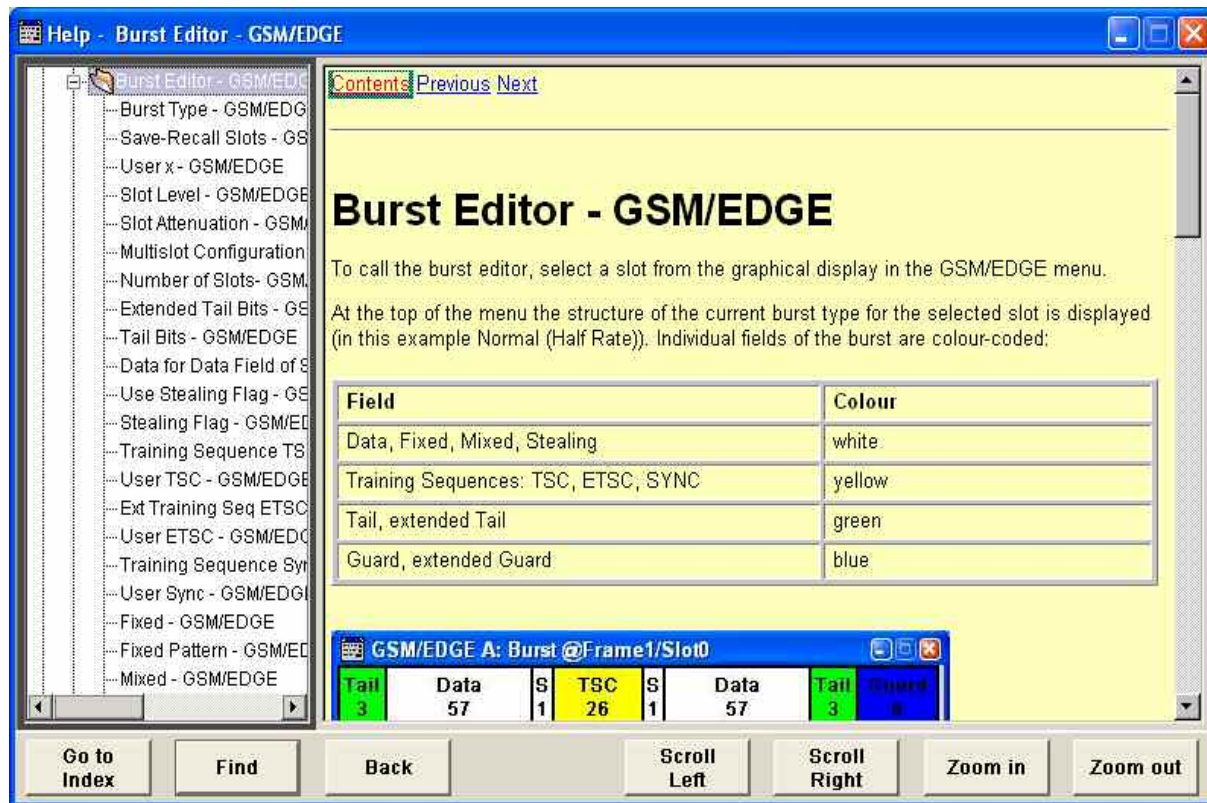 Help - Burst Editor - GSM/EDGE
Burst Editor - GSM/EDG
Burst Type - GSM/EDG
Save-Recall Slots - GS
User x - GSM/EDGE
Slot Level - GSM/EDGE
Slot Attenuation - GSM/
Multislot Configuration
Number of Slots- GSM
Extended Tail Bits - GS
Tail Bits - GSM/EDGE
Data for Data Field of S
Use Stealing Flag - GS
Stealing Flag - GSM/ED
Training Sequence TS
User TSC - GSM/EDGE
Ext Training Seq ETSC
User ETSC - GSM/EDG
Training Sequence Syn
User Sync - GSM/EDGE
Fixed - GSM/EDGE
Fixed Pattern - GSM/ED
Mixed - GSM/EDGE
Contents Previous Next
Burst Editor - GSM/EDGE
To call the burst editor, select a slot from the graphical display in the GSM/EDGE menu.
At the top of the menu the structure of the current burst type for the selected slot is displayed
(in this example Normal (Half Rate)). Individual fields of the burst are colour-coded:
Field Colour
Data, Fixed, Mixed, Stealing white
Training Sequences: TSC, ETSC, SYNC yellow
Tail, extended Tail green
Guard, extended Guard blue
GSM/EDGE A: Burst @Frame1/Slot0
Tail Data S TSC S Data Tail Guard
3 57 1 26 1 57 3
Go to Index Find Back Scroll Left Scroll Right Zoom in Zoom out